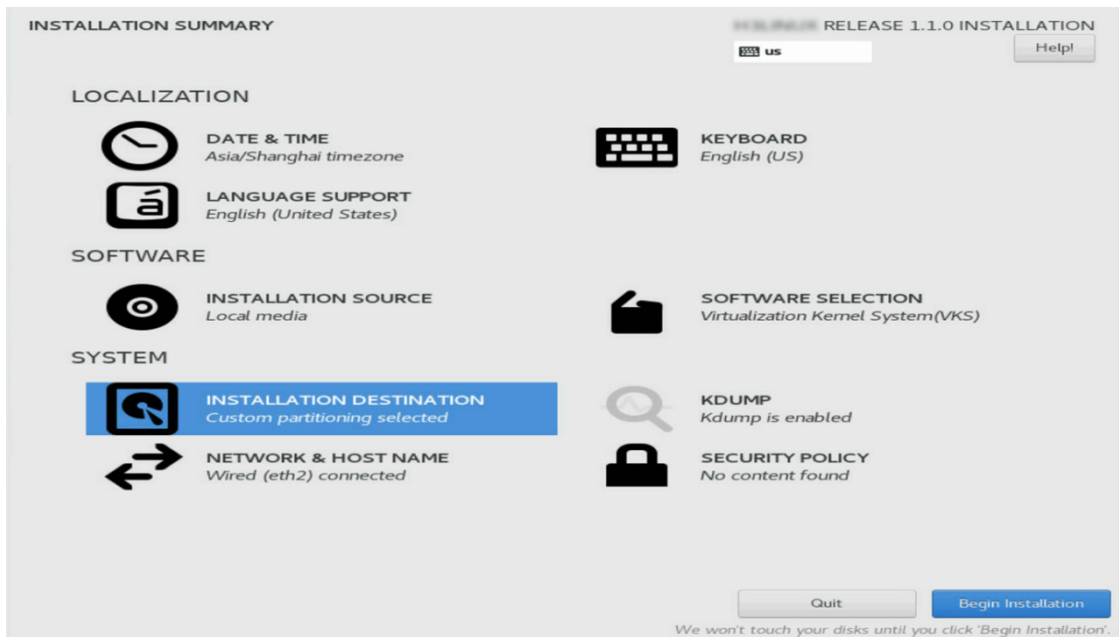 INSTALLATION SUMMARY
RELEASE 1.1.0 INSTALLATION
us
Help!
LOCALIZATION
DATE & TIME
Asia/Shanghai timezone
KEYBOARD
English (US)
LANGUAGE SUPPORT
English (United States)
SOFTWARE
INSTALLATION SOURCE
Local media
SOFTWARE SELECTION
Virtualization Kernel System(VKS)
SYSTEM
INSTALLATION DESTINATION
Custom partitioning selected
KDUMP
Kdump is enabled
NETWORK & HOST NAME
Wired (eth2) connected
SECURITY POLICY
No content found
Quit
Begin Installation
We won't touch your disks until you click 'Begin Installation'.